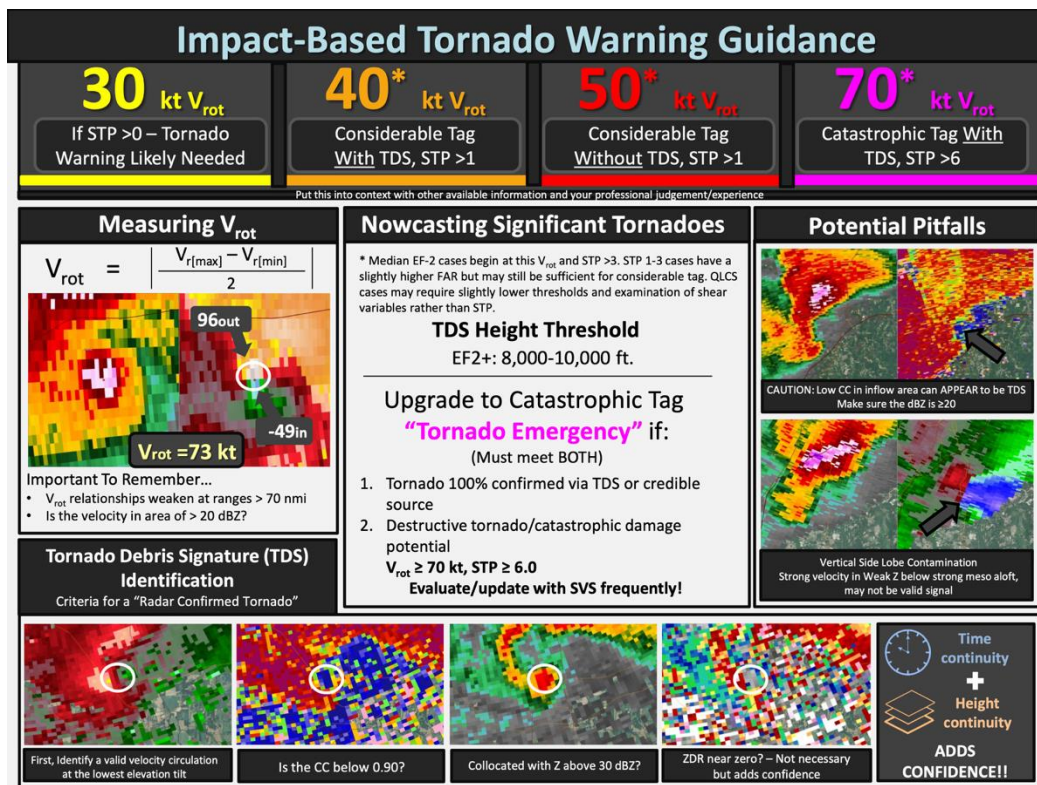 Impact-Based Tornado Warning Guidance
30 kt Vrot
If STP >0 – Tornado
Warning Likely Needed
40* kt Vrot
Considerable Tag
With TDS, STP >1
50* kt Vrot
Considerable Tag
Without TDS, STP >1
70* kt Vrot
Catastrophic Tag With
TDS, STP >6
Put this into context with other available information and your professional judgement/experience
Measuring Vrot
Vrot = | Vr[max] – Vr[min] |
2
96out
-49in
Vrot =73 kt
Important To Remember…
• Vrot relationships weaken at ranges > 70 nmi
• Is the velocity in area of > 20 dBZ?
Tornado Debris Signature (TDS)
Identification
Criteria for a “Radar Confirmed Tornado”
Nowcasting Significant Tornadoes
* Median EF-2 cases begin at this Vrot and STP >3. STP 1-3 cases have a
slightly higher FAR but may still be sufficient for considerable tag. QLCS
cases may require slightly lower thresholds and examination of shear
variables rather than STP.
TDS Height Threshold
EF2+: 8,000-10,000 ft.
Upgrade to Catastrophic Tag
“Tornado Emergency” if:
(Must meet BOTH)
1. Tornado 100% confirmed via TDS or credible
source
2. Destructive tornado/catastrophic damage
potential
Vrot ≥ 70 kt, STP ≥ 6.0
Evaluate/update with SVS frequently!
Potential Pitfalls
CAUTION: Low CC in inflow area can APPEAR to be TDS
Make sure the dBZ is ≥20
Vertical Side Lobe Contamination
Strong velocity in Weak Z below strong meso aloft,
may not be valid signal
First, Identify a valid velocity circulation
at the lowest elevation tilt
Is the CC below 0.90?
Collocated with Z above 30 dBZ?
ZDR near zero? – Not necessary
but adds confidence
Time
continuity
+
Height
continuity
ADDS
CONFIDENCE!!